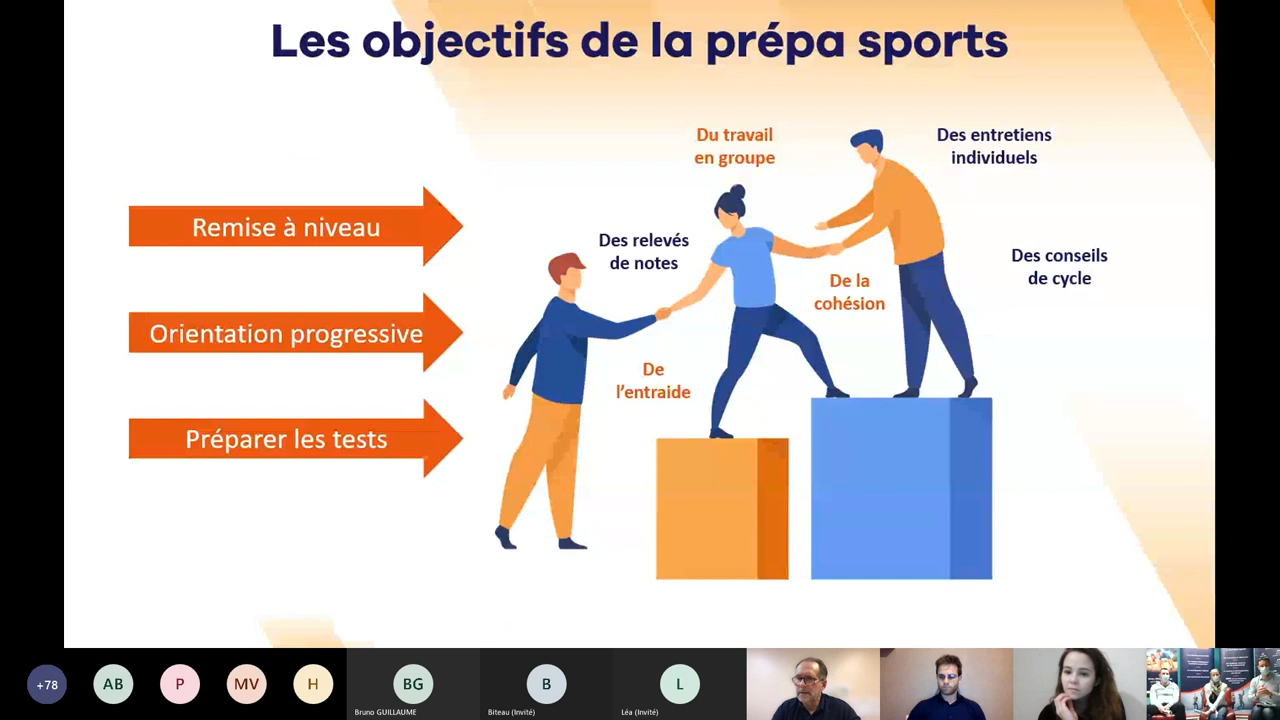 Les objectifs de la prépa sports
Du travail
en groupe
Des entretiens
individuels
Remise à niveau
Des relevés
de notes
Des conseils
de cycle
De la
cohésion
Orientation progressive
De
l'entraide
Préparer les tests
+78
AB
P
MV
H
BG
B
L
Bruno GUILLAUME
Biteau (Invité)
Léa (Invité)